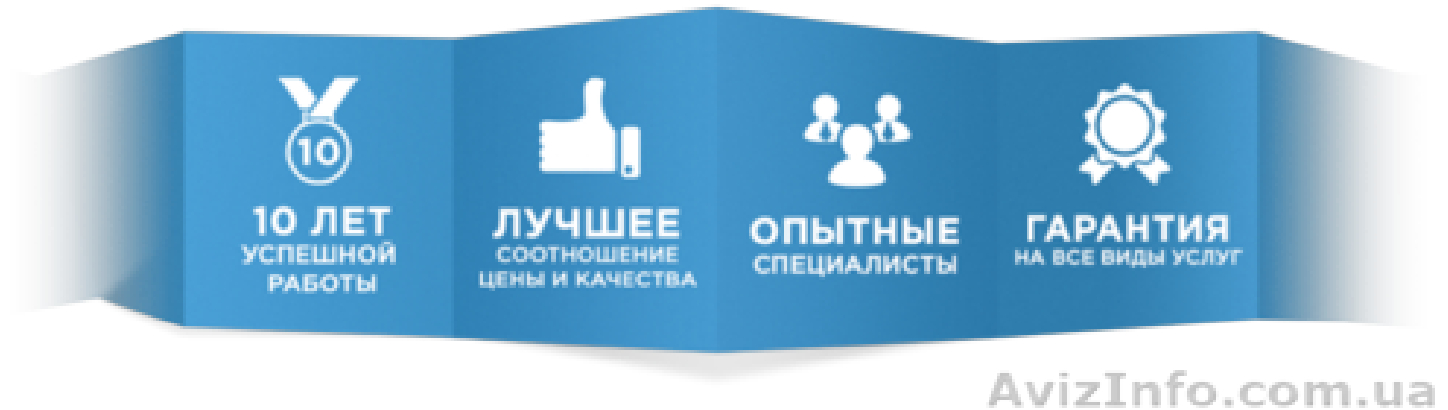 10
10 ЛЕТ
УСПЕШНОЙ
РАБОТЫ
ЛУЧШЕЕ
СООТНОШЕНИЕ
ЦЕНЫ И КАЧЕСТВА
ОПЫТНЫЕ
СПЕЦИАЛИСТЫ
ГАРАНТИЯ
НА ВСЕ ВИДЫ УСЛУГ
AvizInfo.com.ua